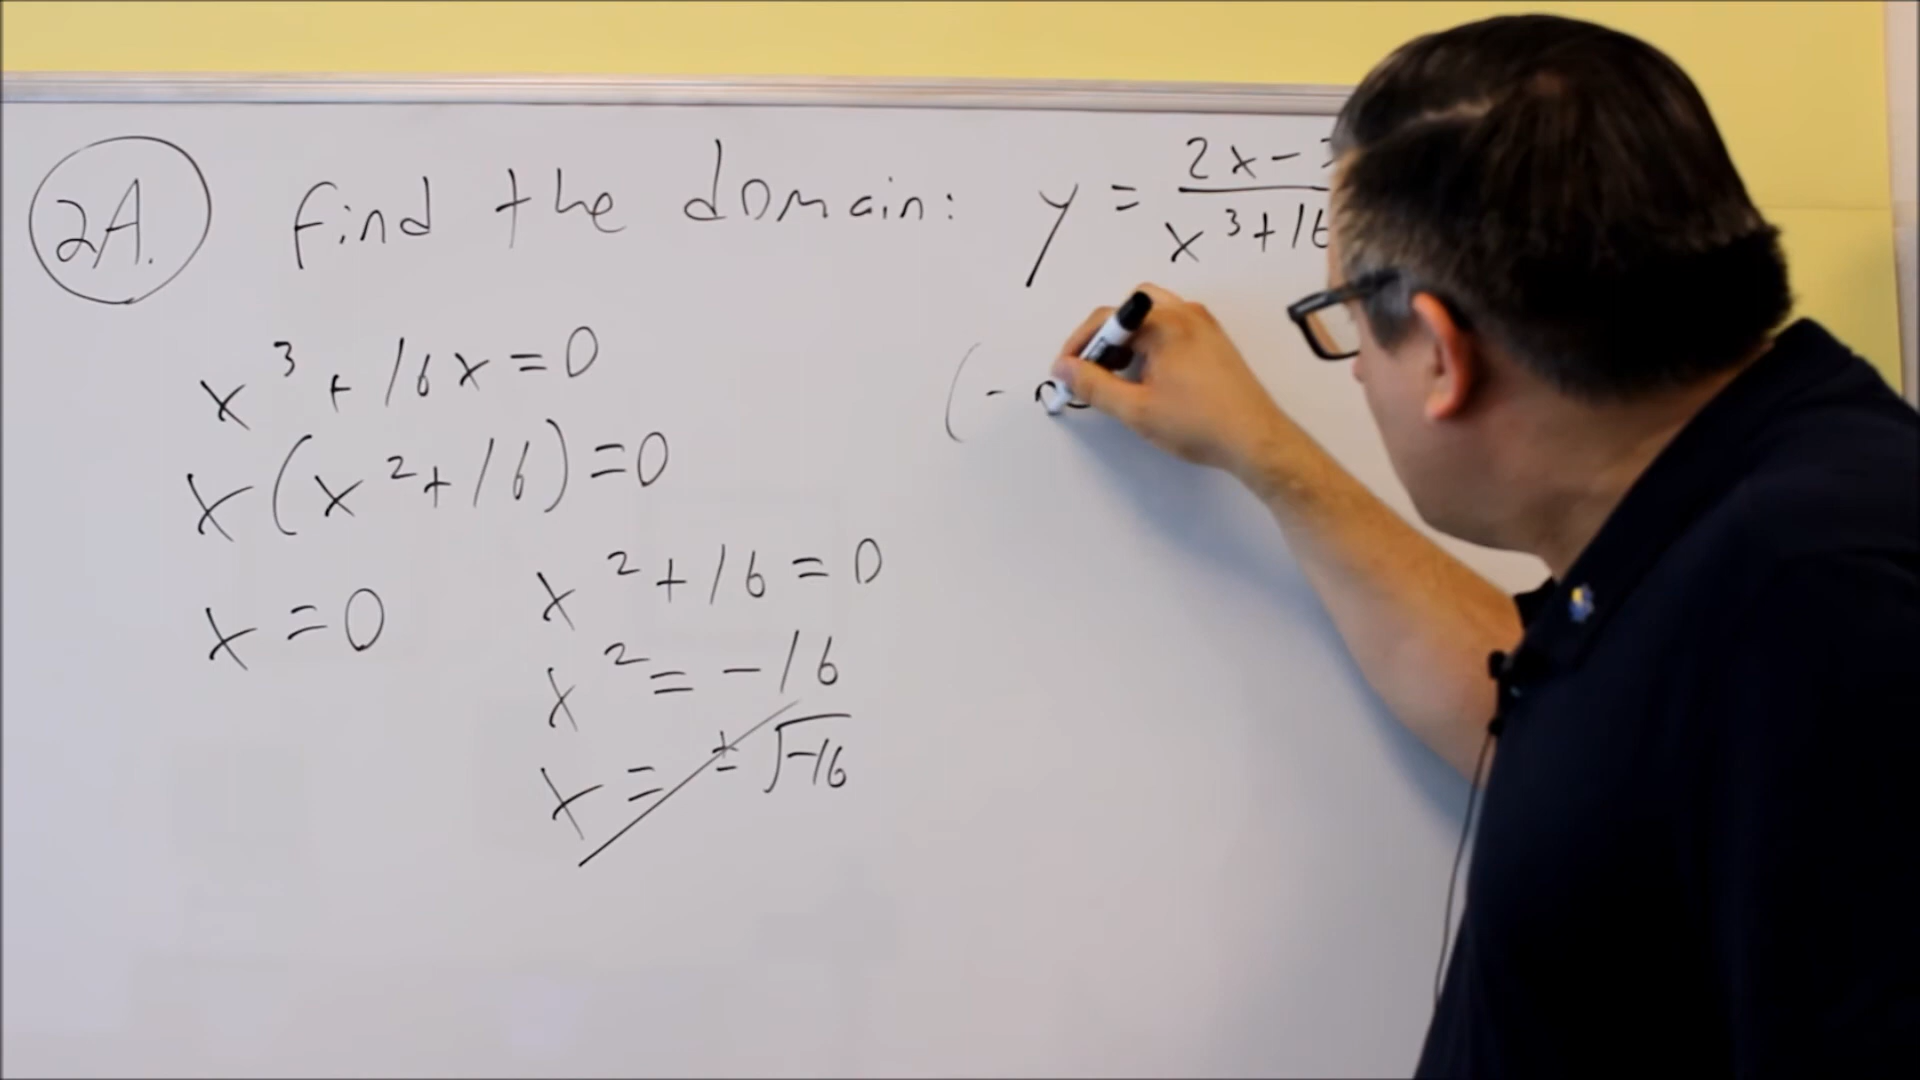 2A. Find the domain: y = 2x-
x³+16
x³ + 16x = 0
(-
x(x²+16)=0
x = 0
x²+16 = 0
x² = -16
x = ± √-16